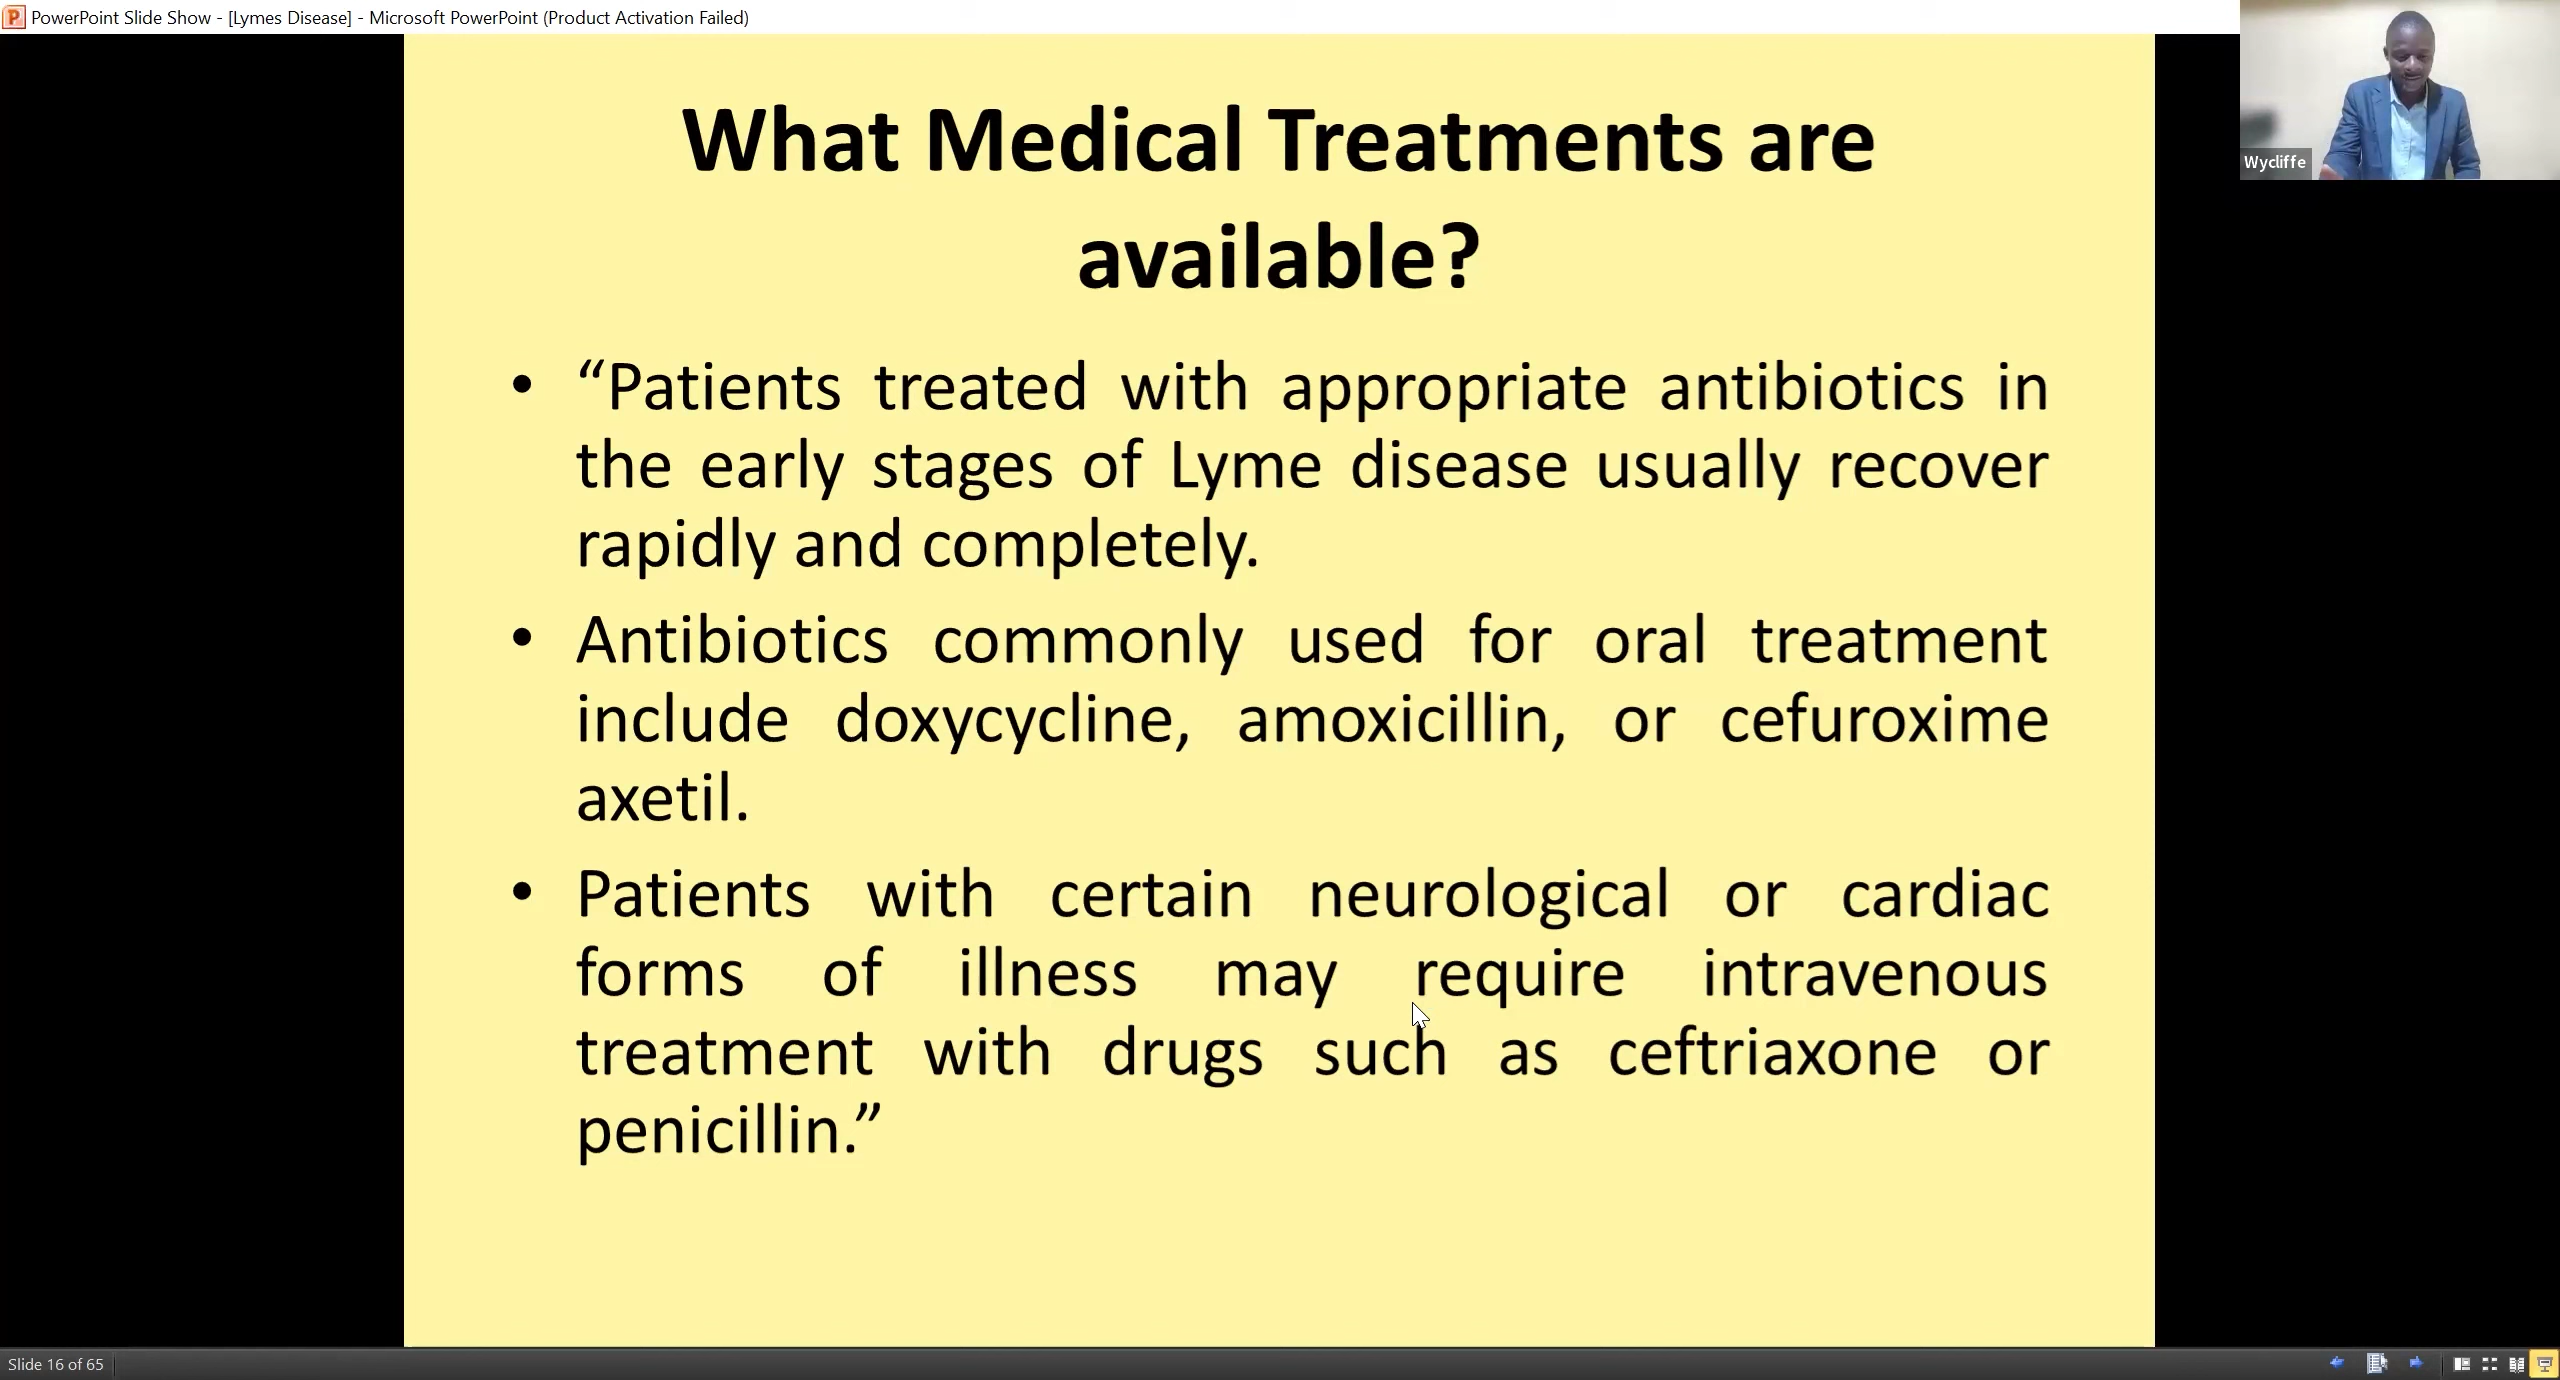 PowerPoint Slide Show - [Lymes Disease] - Microsoft PowerPoint (Product Activation Failed)
Wycliffe
What Medical Treatments are
available?
• “Patients treated with appropriate antibiotics in
the early stages of Lyme disease usually recover
rapidly and completely.
• Antibiotics commonly used for oral treatment
include doxycycline, amoxicillin, or cefuroxime
axetil.
• Patients with certain neurological or cardiac
forms of illness may require intravenous
treatment with drugs such as ceftriaxone or
penicillin.”
Slide 16 of 65